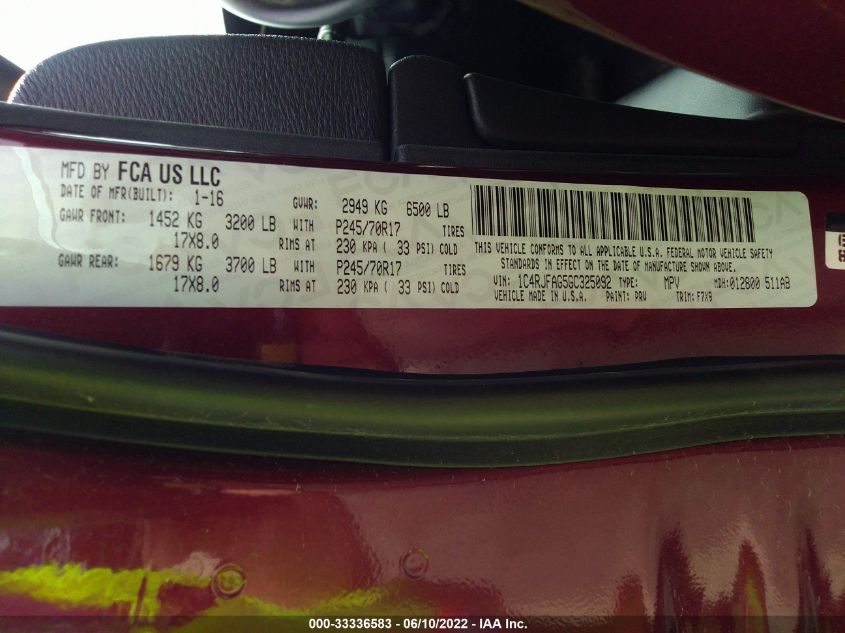 MFD BY FCA US LLC
DATE OF MFR(BUILT): 1-16 GVWR: 2949 KG 6500 LB
GAWR FRONT: 1452 KG 3200 LB WITH P245/70R17 TIRES
17X8.0 RIMS AT 230 KPA ( 33 PSI) COLD
GAWR REAR: 1679 KG 3700 LB WITH P245/70R17 TIRES
17X8.0 RIMS AT 230 KPA ( 33 PSI) COLD
THIS VEHICLE CONFORMS TO ALL APPLICABLE U.S.A. FEDERAL MOTOR VEHICLE SAFETY
STANDARDS IN EFFECT ON THE DATE OF MANUFACTURE SHOWN ABOVE.
VIN: 1C4RJFAG5GC325092 TYPE: MPV MDH:012800 511AB
VEHICLE MADE IN U.S.A. PAINT: PRV TRIM: F7X9
000-33336583 - 06/10/2022 - IAA Inc.